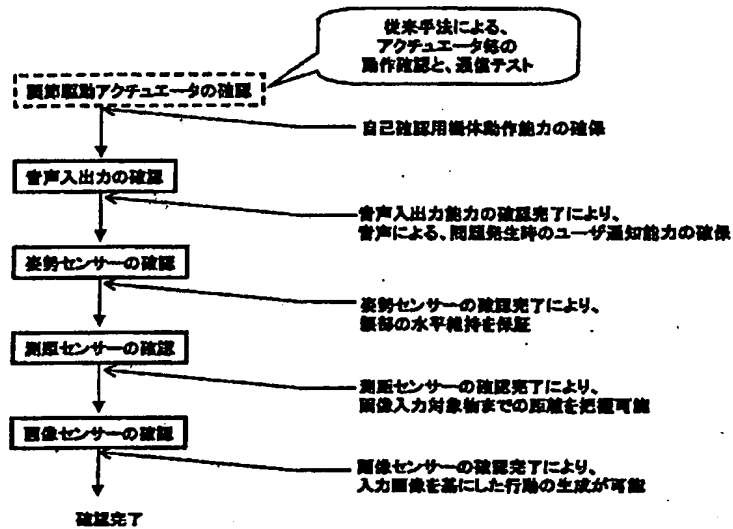 従来手法による、
アクチュエータ毎の
動作確認と、通信テスト
関節駆動アクチュエータの確認
自己確認用機体動作能力の確保
音声入出力の確認
音声入出力能力の確認完了により、
音声による、問題発生時のユーザ通知能力の確保
姿勢センサーの確認
姿勢センサーの確認完了により、
頭部の水平維持を保証
測距センサーの確認
測距センサーの確認完了により、
画像入力対象物までの距離を把握可能
画像センサーの確認
画像センサーの確認完了により、
入力画像を基にした行動の生成が可能
確認完了